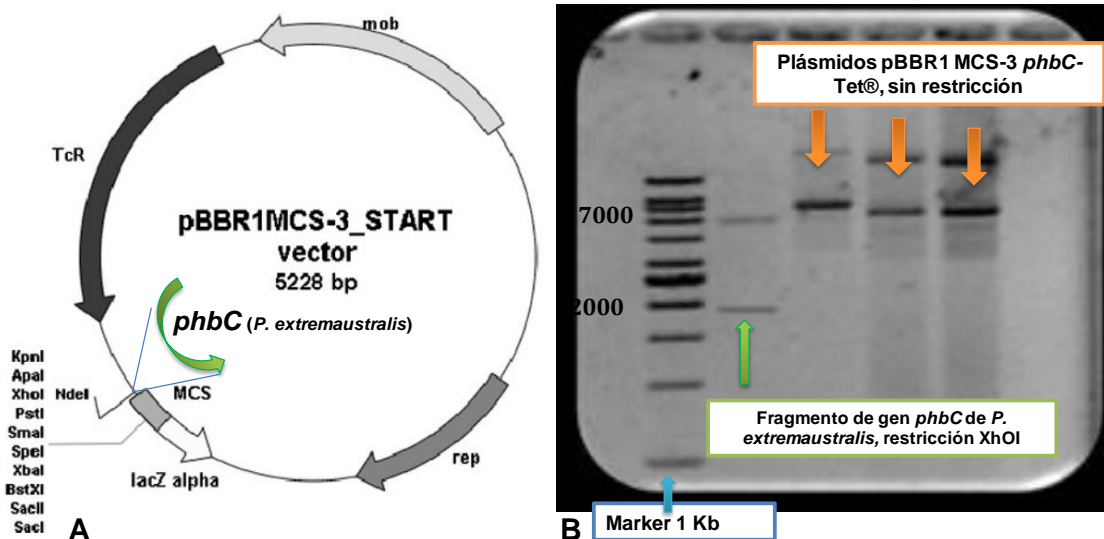 mob
TcR
pBBR1MCS-3_START
vector
5228 bp
phbC (P. extremaustralis)
KpnI
ApaI
XhoI
PstI
SmaI
SpeI
XbaI
BstXI
SacII
SacI
NdeI
MCS
lacZ alpha
rep
A
Plásmidos pBBR1 MCS-3 phbC-
Tet®, sin restricción
7000
2000
Fragmento de gen phbC de P.
extremaustralis, restricción XhOI
Marker 1 Kb
B